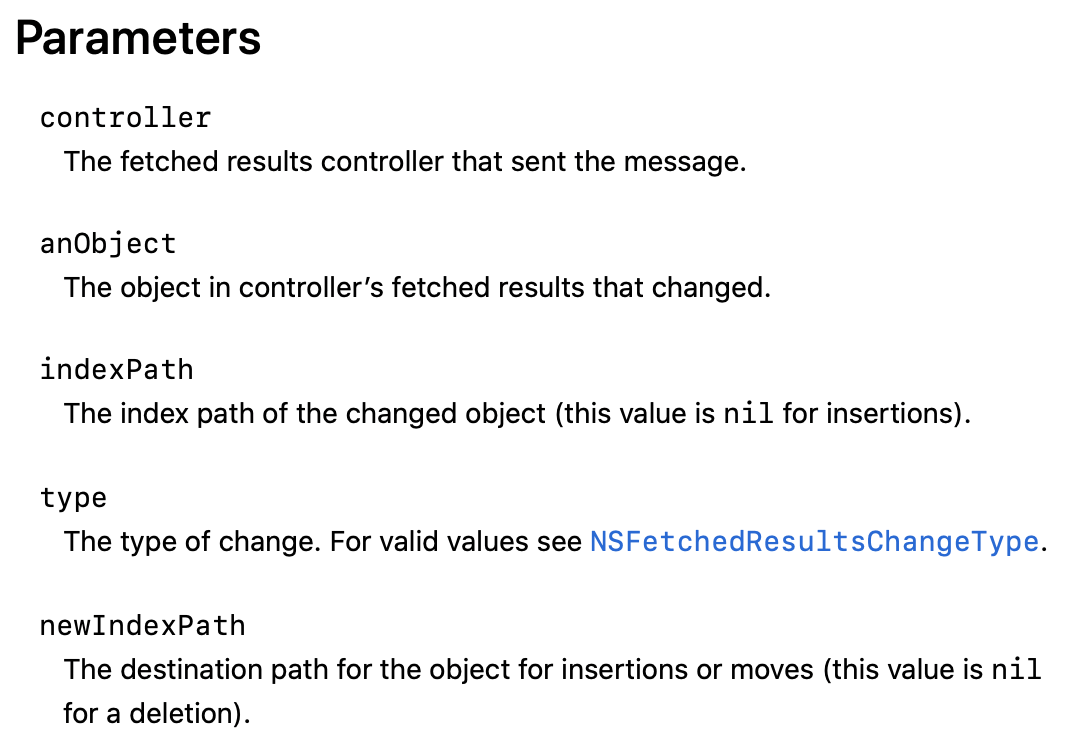 Parameters
controller
The fetched results controller that sent the message.
anObject
The object in controller’s fetched results that changed.
indexPath
The index path of the changed object (this value is nil for insertions).
type
The type of change. For valid values see NSFetchedResultsChangeType.
newIndexPath
The destination path for the object for insertions or moves (this value is nil
for a deletion).